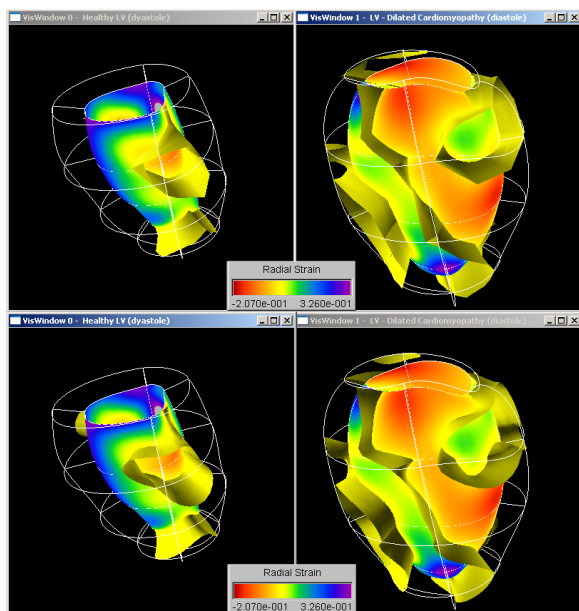 VisWindow 0 - Healthy LV (dyastole)
VisWindow 1 - LV - Dilated Cardiomyopathy (diastole)
Radial Strain
-2.070e-001 3.260e-001
VisWindow 0 - Healthy LV (dyastole)
VisWindow 1 - LV - Dilated Cardiomyopathy (diastole)
Radial Strain
-2.070e-001 3.260e-001